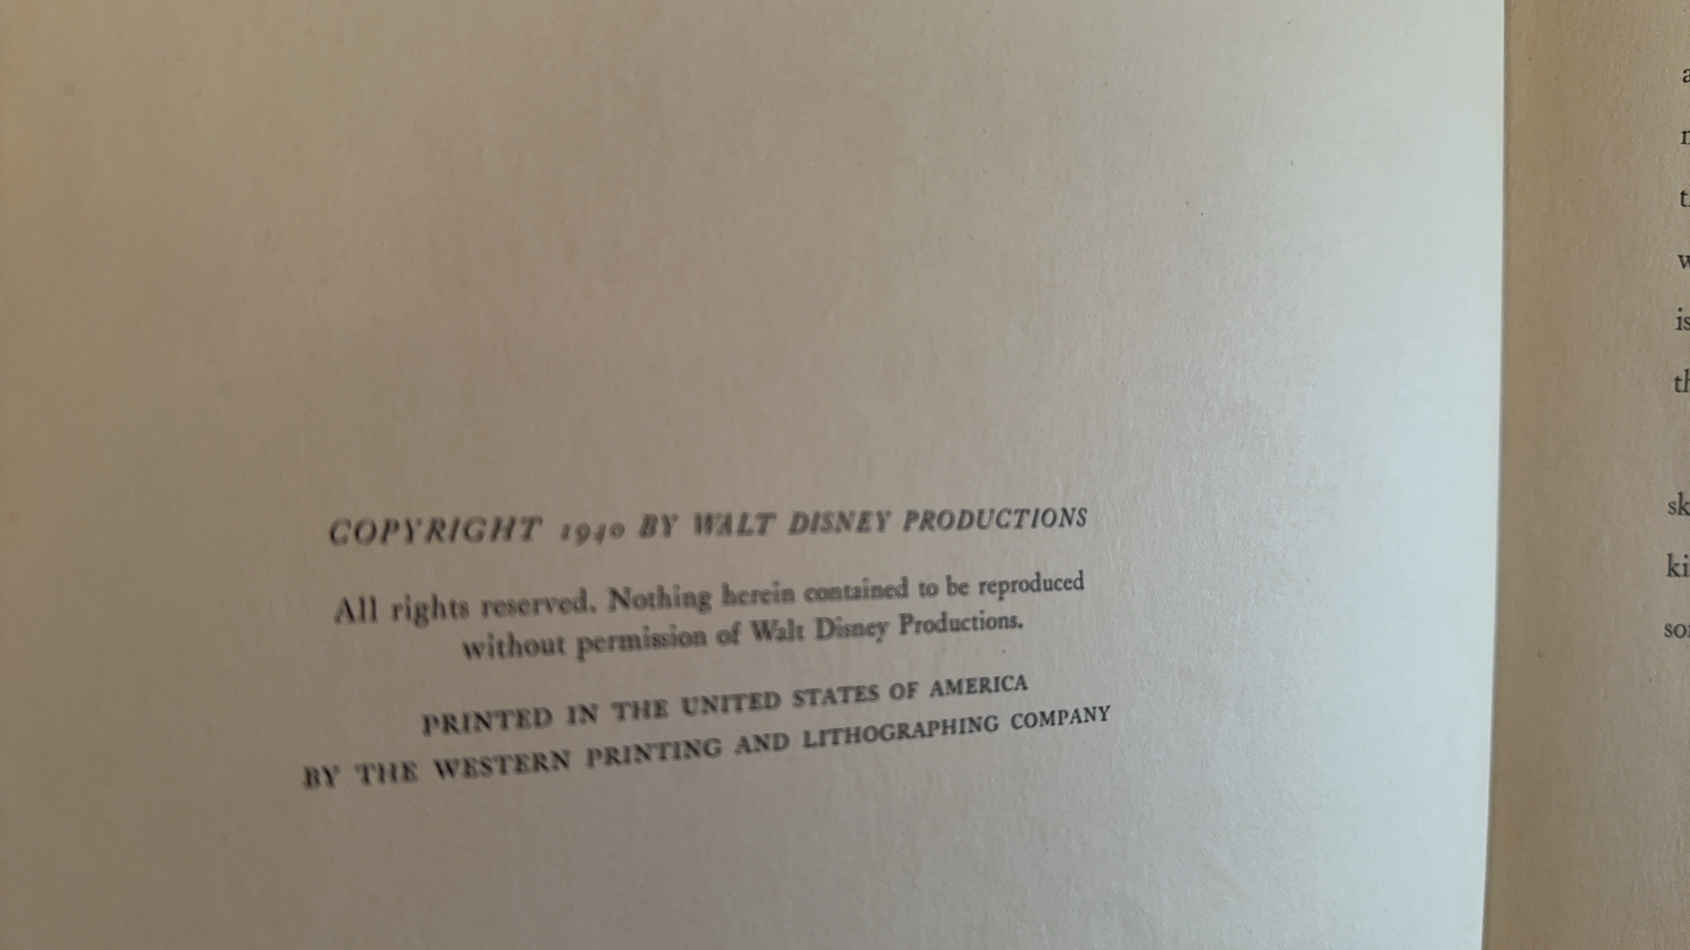 COPYRIGHT 1940 BY WALT DISNEY PRODUCTIONS
All rights reserved. Nothing herein contained to be reproduced
without permission of Walt Disney Productions.
PRINTED IN THE UNITED STATES OF AMERICA
BY THE WESTERN PRINTING AND LITHOGRAPHING COMPANY